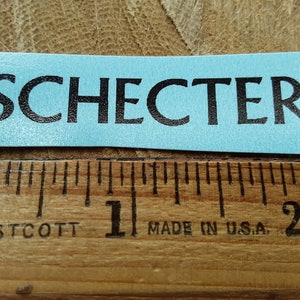 SCHECTER
1 2
STCOTT MADE IN U.S.A.